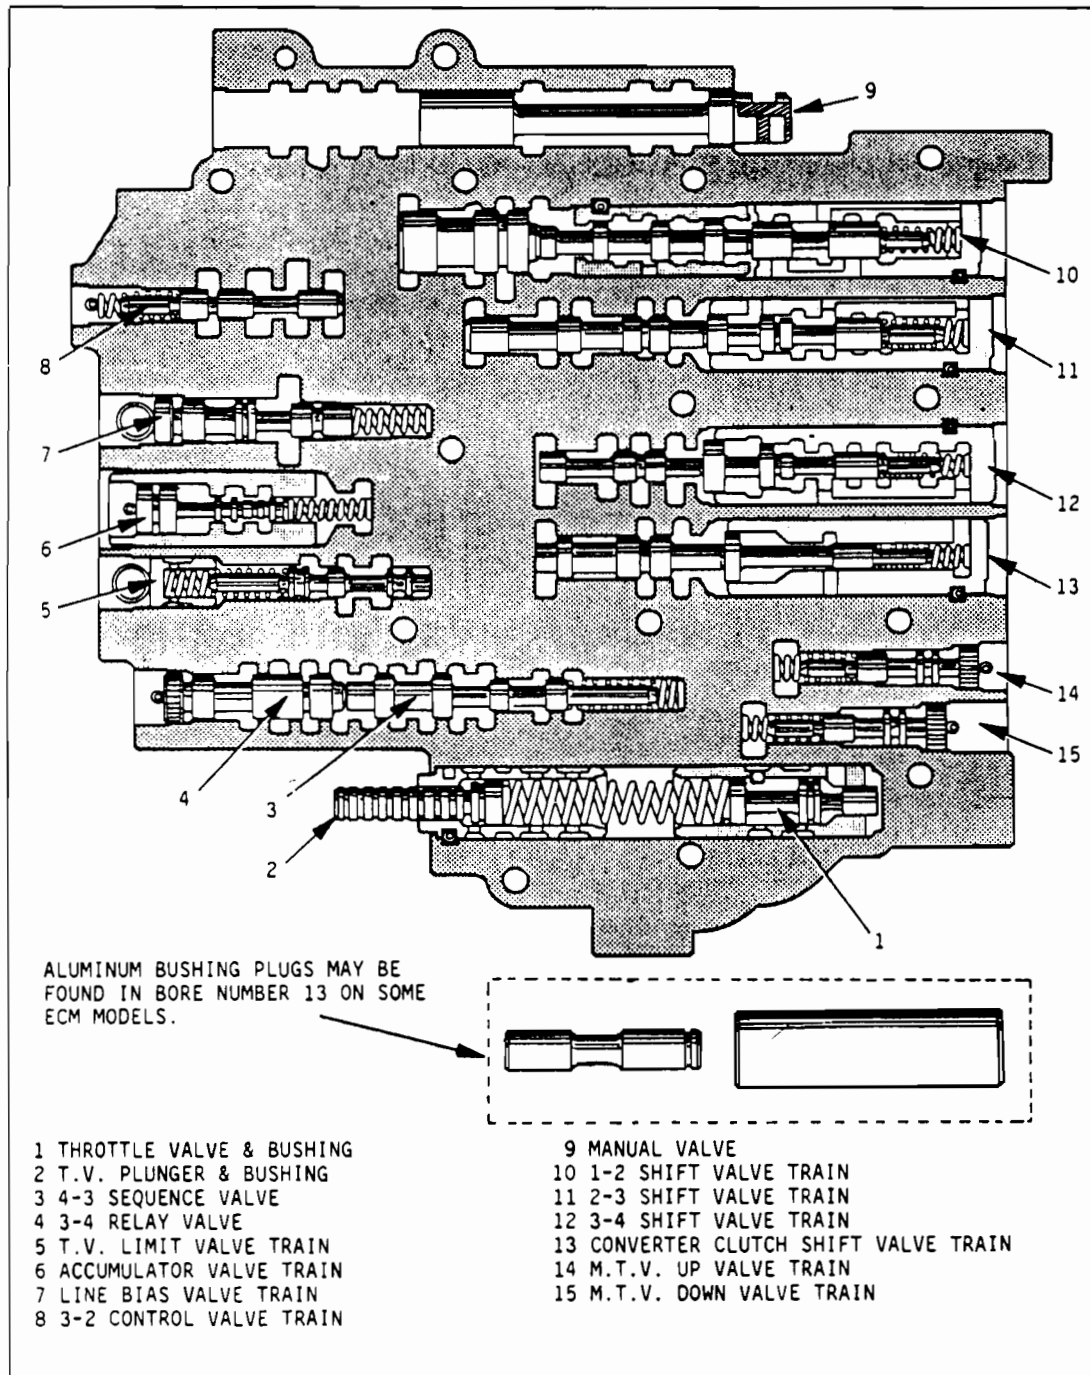 9
10
11
12
13
14
15
8
7
6
5
4
3
2
1
ALUMINUM BUSHING PLUGS MAY BE
FOUND IN BORE NUMBER 13 ON SOME
ECM MODELS.
1 THROTTLE VALVE & BUSHING
2 T.V. PLUNGER & BUSHING
3 4-3 SEQUENCE VALVE
4 3-4 RELAY VALVE
5 T.V. LIMIT VALVE TRAIN
6 ACCUMULATOR VALVE TRAIN
7 LINE BIAS VALVE TRAIN
8 3-2 CONTROL VALVE TRAIN
9 MANUAL VALVE
10 1-2 SHIFT VALVE TRAIN
11 2-3 SHIFT VALVE TRAIN
12 3-4 SHIFT VALVE TRAIN
13 CONVERTER CLUTCH SHIFT VALVE TRAIN
14 M.T.V. UP VALVE TRAIN
15 M.T.V. DOWN VALVE TRAIN